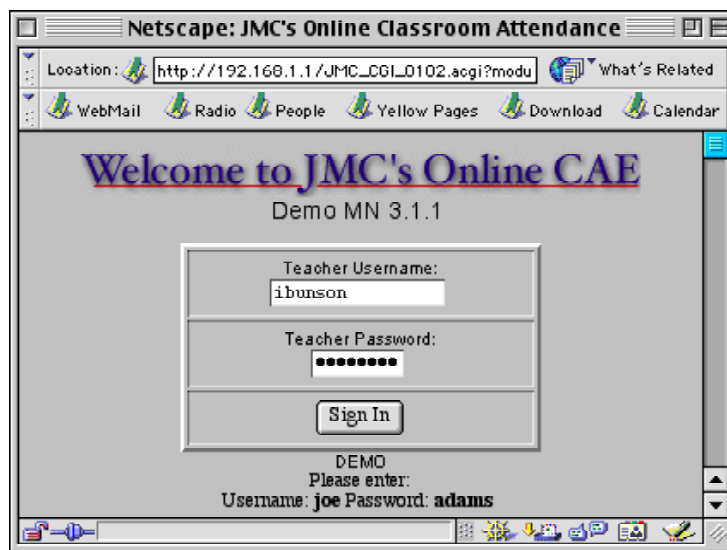 Netscape: JMC's Online Classroom Attendance
Location: http://192.168.1.1/JMC_CGI_0102.acgi?modu What's Related
WebMail Radio People Yellow Pages Download Calendar
Welcome to JMC's Online CAE
Demo MN 3.1.1
Teacher Username:
ibunson
Teacher Password:
••••••••
Sign In
DEMO
Please enter:
Username: joe Password: adams